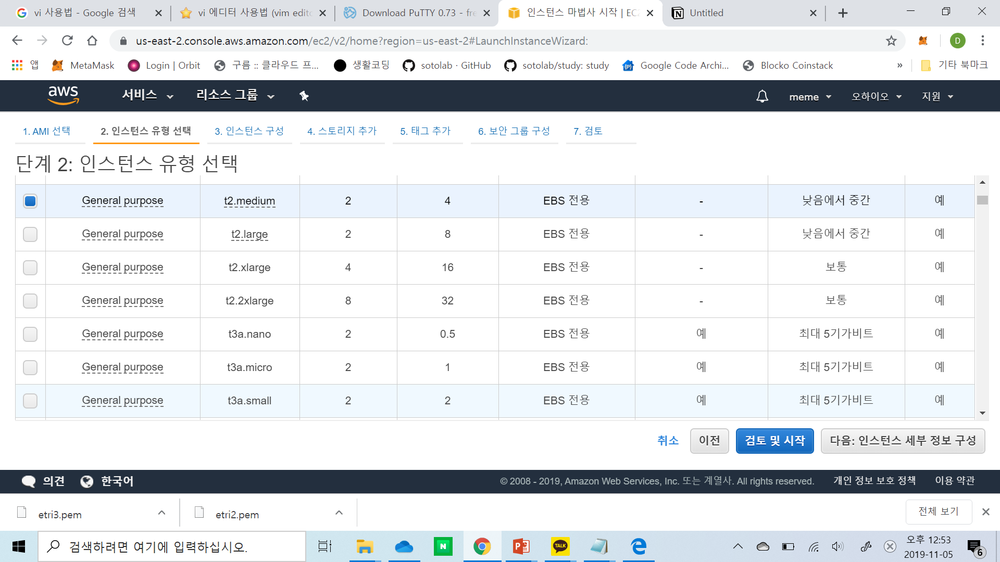 vi 사용법 - Google 검색
vi 에디터 사용법 (vim edito
Download PuTTY 0.73 - fre
인스턴스 마법사 시작 | EC2
Untitled
us-east-2.console.aws.amazon.com/ec2/v2/home?region=us-east-2#LaunchInstanceWizard:
D
앱
MetaMask
Login | Orbit
구름 :: 클라우드 프...
생활코딩
sotolab · GitHub
sotolab/study: study
Google Code Archi...
Blocko Coinstack
»
기타 북마크
aws
서비스
리소스 그룹
meme
오하이오
지원
1. AMI 선택
2. 인스턴스 유형 선택
3. 인스턴스 구성
4. 스토리지 추가
5. 태그 추가
6. 보안 그룹 구성
7. 검토
단계 2: 인스턴스 유형 선택
General purpose t2.medium 2 4 EBS 전용 - 낮음에서 중간 예
General purpose t2.large 2 8 EBS 전용 - 낮음에서 중간 예
General purpose t2.xlarge 4 16 EBS 전용 - 보통 예
General purpose t2.2xlarge 8 32 EBS 전용 - 보통 예
General purpose t3a.nano 2 0.5 EBS 전용 예 최대 5기가비트 예
General purpose t3a.micro 2 1 EBS 전용 예 최대 5기가비트 예
General purpose t3a.small 2 2 EBS 전용 예 최대 5기가비트 예
취소
이전
검토 및 시작
다음: 인스턴스 세부 정보 구성
의견
한국어
© 2008 - 2019, Amazon Web Services, Inc. 또는 계열사. All rights reserved.
개인 정보 보호 정책
이용 약관
etri3.pem
etri2.pem
전체 보기
검색하려면 여기에 입력하십시오.
N
P
TALK
오후 12:53
2019-11-05
6